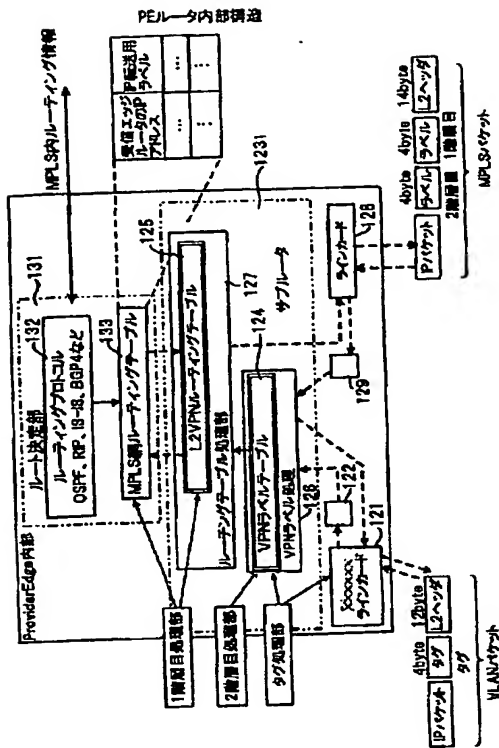 PEルータ内部構造
MPLS内ルーティング情報
受信エッジ
ルータのIP
アドレス
IP転送用
ラベル
…
…
…
…
ProviderEdge内部
ルート決定部
131
132
ルーティングプロトコル
OSPF、RIP、IS-IS、BGP4など
133
MPLS網ルーティングテーブル
125
L2VPNルーティングテーブル
ルーティングテーブル処理部
127
1231
サブルータ
124
VPNラベルテーブル
VPNラベル処理
126
1階層目処理部
2階層目処理部
タグ処理部
122
121
ラインカード
129
128
ラインカード
4byte
12byte
IPパケット
タグ
L2ヘッダ
タグ
VLANパケット
4byte
4byte
14byte
IPパケット
ラベル
ラベル
L2ヘッダ
2階層目
1階層目
MPLSパケット